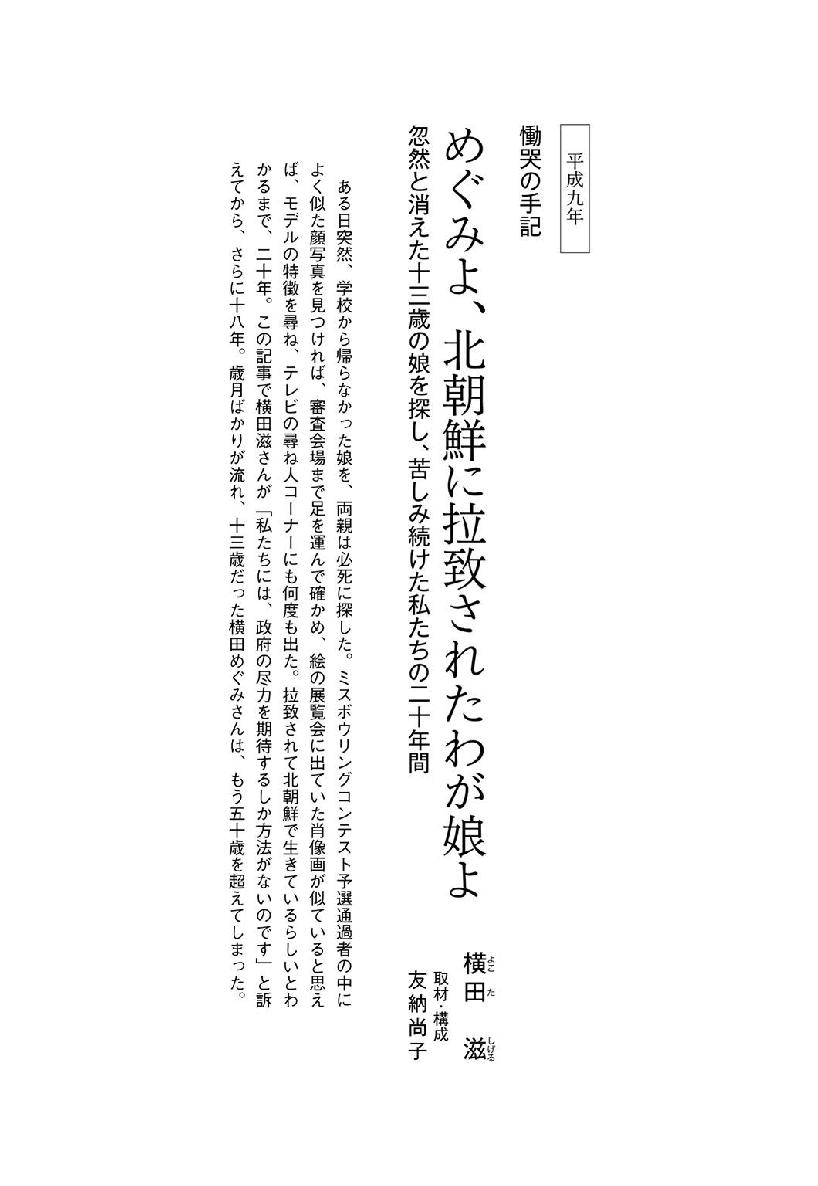 平成九年
慟哭の手記
めぐみよ、北朝鮮に拉致されたわが娘よ
忽然と消えた十三歳の娘を探し、苦しみ続けた私たちの二十年間
横田 滋
よこた しげる
取材・構成
友納尚子
ある日突然、学校から帰らなかった娘を、両親は必死に探した。ミスボウリングコンテスト予選通過者の中に
よく似た顔写真を見つければ、審査会場まで足を運んで確かめ、絵の展覧会に出ていた肖像画が似ていると思え
ば、モデルの特徴を尋ね、テレビの尋ね人コーナーにも何度も出た。拉致されて北朝鮮で生きているらしいとわ
かるまで、二十年。この記事で横田滋さんが「私たちには、政府の尽力を期待するしか方法がないのです」と訴
えてから、さらに十八年。歳月ばかりが流れ、十三歳だった横田めぐみさんは、もう五十歳を超えてしまった。